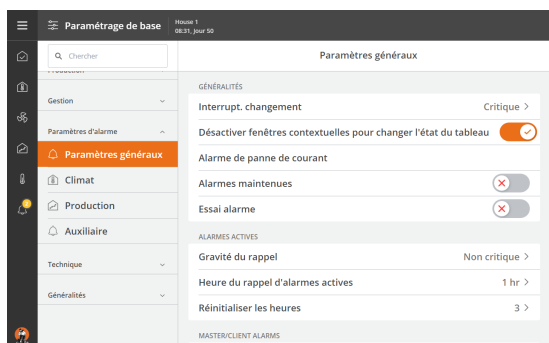 Paramétrage de base
House 1
08:31, Jour 50
Chercher
Production
Gestion
Paramètres d'alarme
Paramètres généraux
Climat
Production
Auxiliaire
Technique
Généralités
Paramètres généraux
GÉNÉRALITÉS
Interrupt. changement Critique
Désactiver fenêtres contextuelles pour changer l'état du tableau
Alarme de panne de courant
Alarmes maintenues
Essai alarme
ALARMES ACTIVES
Gravité du rappel Non critique
Heure du rappel d'alarmes actives 1 hr
Réinitialiser les heures 3
MASTER/CLIENT ALARMS